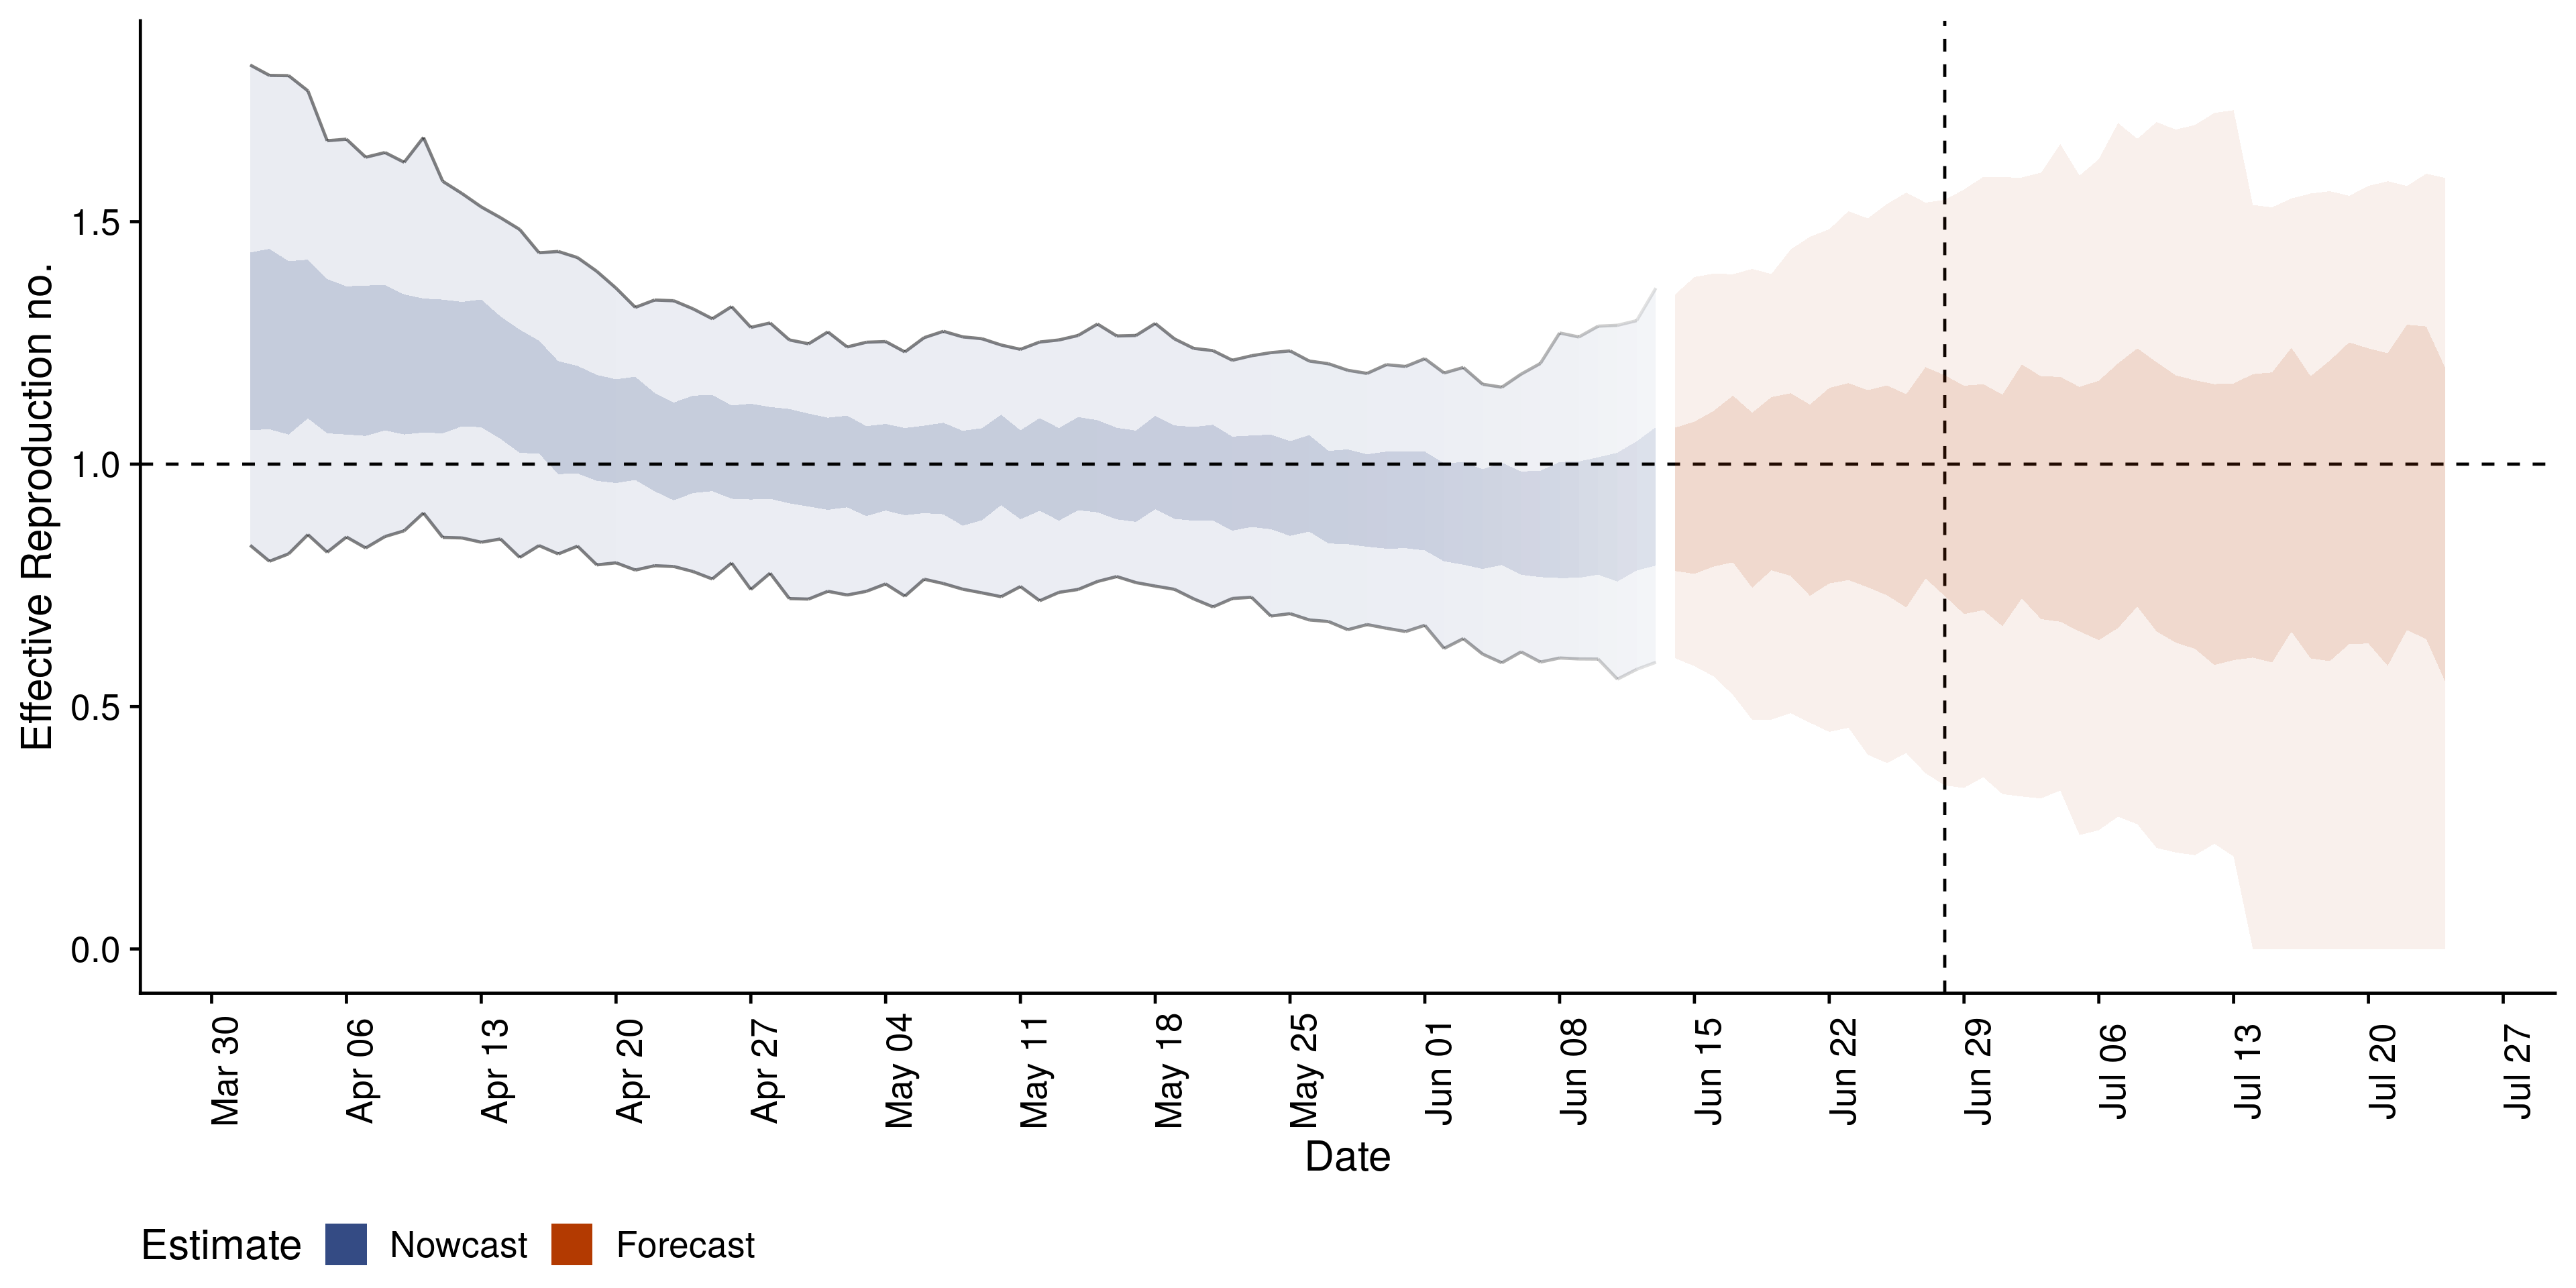 Effective Reproduction no.
1.5
1.0
0.5
0.0
Mar 30
Apr 06
Apr 13
Apr 20
Apr 27
May 04
May 11
May 18
May 25
Jun 01
Jun 08
Jun 15
Jun 22
Jun 29
Jul 06
Jul 13
Jul 20
Jul 27
Date
Estimate Nowcast Forecast